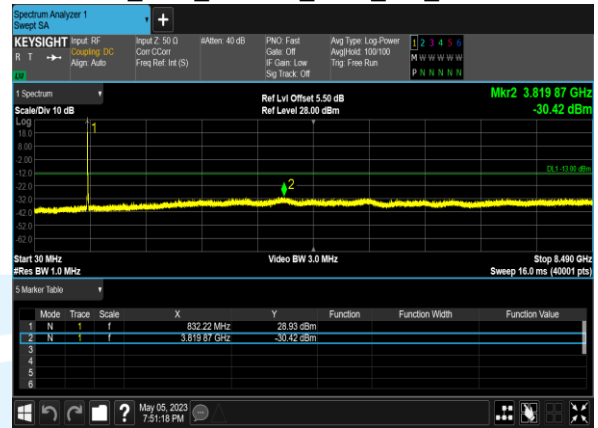 Spectrum Analyzer 1
Swept SA
+
KEYSIGHT
R T
LW
Input: RF
Coupling: DC
Align: Auto
Input Z: 50 Ω
Corr CCorr
Freq Ref: Int (S)
#Atten: 40 dB
PNO: Fast
Gate: Off
IF Gain: Low
Sig Track: Off
Avg Type: Log-Power
Avg|Hold: 100/100
Trig: Free Run
1 2 3 4 5 6
M W W W W W
P N N N N N
1 Spectrum
Scale/Div 10 dB
Log
Ref Lvl Offset 5.50 dB
Ref Level 28.00 dBm
Mkr2 3.819 87 GHz
-30.42 dBm
18.0
8.00
-2.00
-12.0
-22.0
-32.0
-42.0
-52.0
-62.0
1
2
DL1 -13.00 dBm
Start 30 MHz
#Res BW 1.0 MHz
Video BW 3.0 MHz
Stop 8.490 GHz
Sweep 16.0 ms (40001 pts)
5 Marker Table
Mode Trace Scale X Y Function Function Width Function Value
1 N 1 f 832.22 MHz 28.93 dBm
2 N 1 f 3.819 87 GHz -30.42 dBm
3
4
5
6
? May 05, 2023
7:51:18 PM